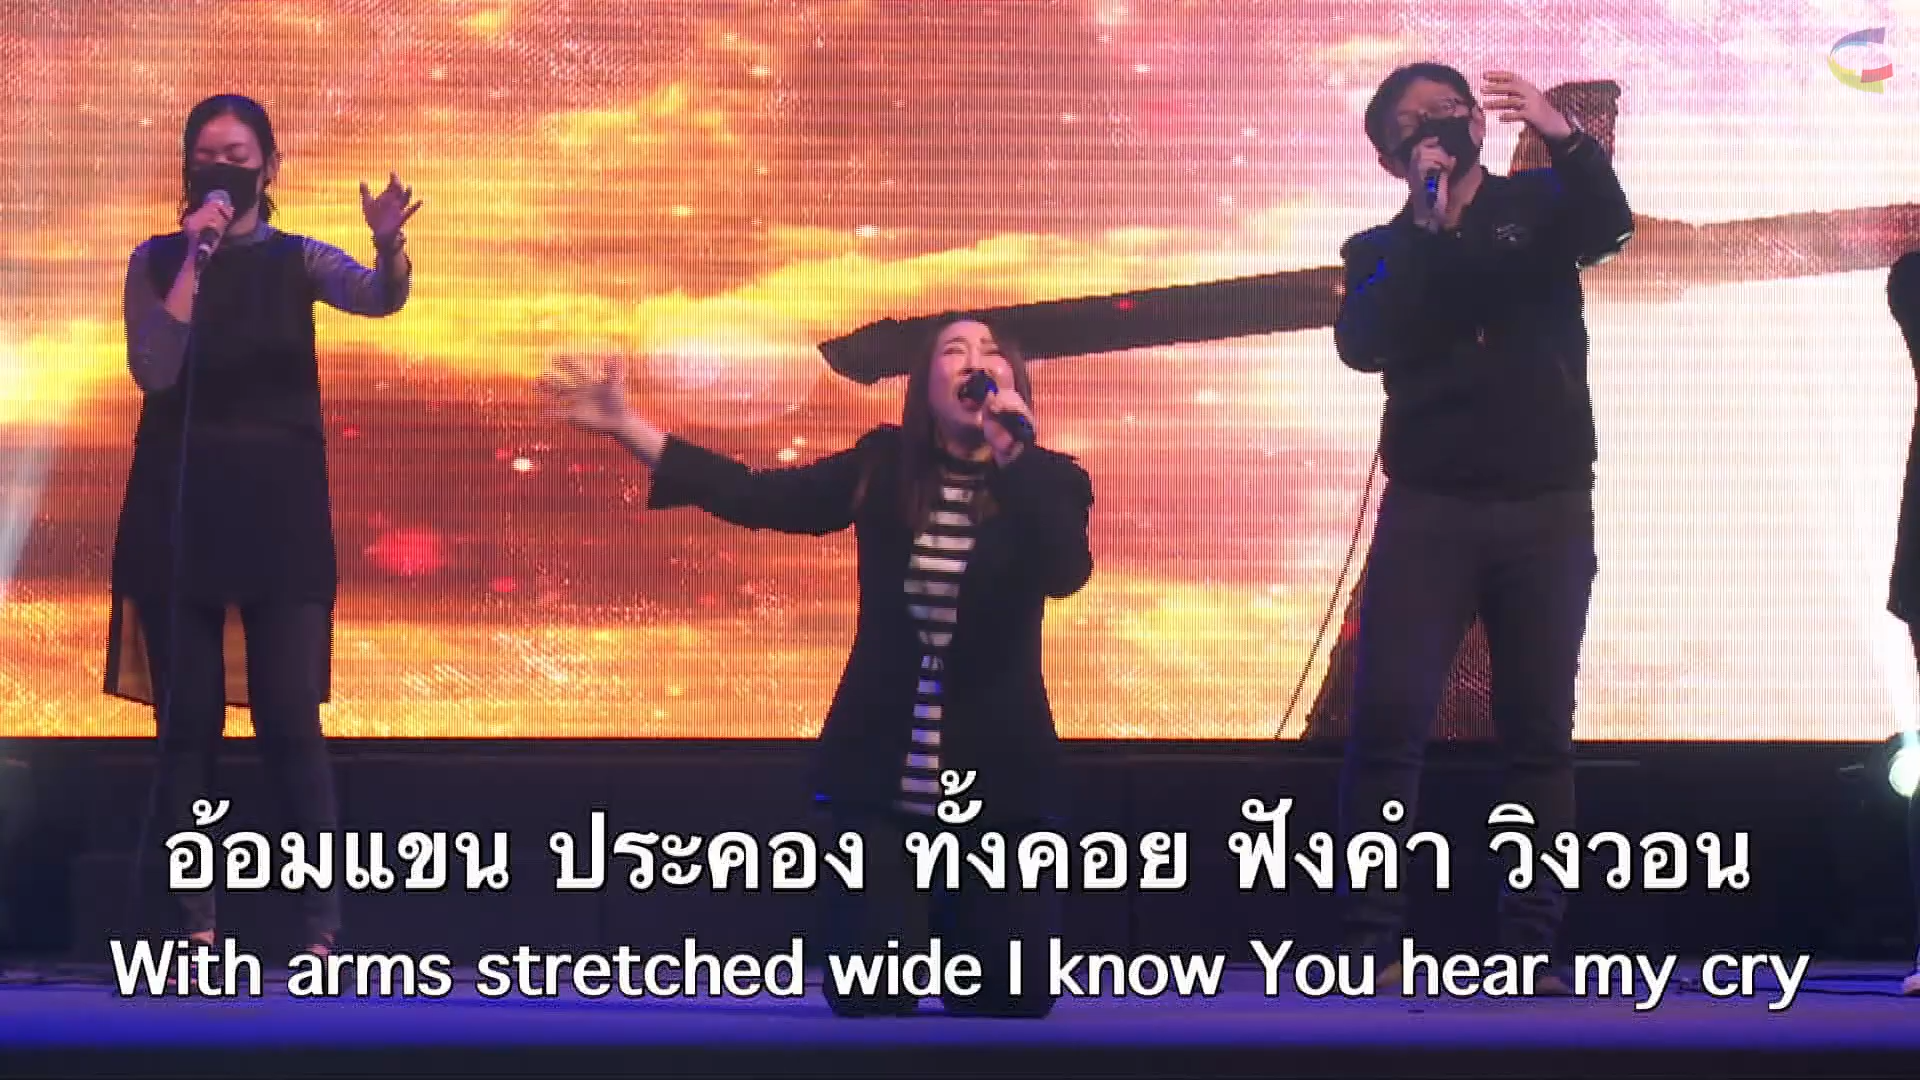 อ้อมแขน ประคอง ทั้งคอย ฟังคำ วิงวอน
With arms stretched wide I know You hear my cry